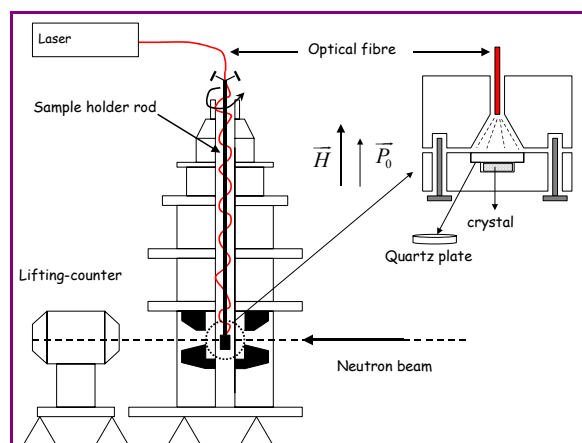 Laser
Optical fibre
Sample holder rod
H P₀
crystal
Quartz plate
Lifting-counter
Neutron beam